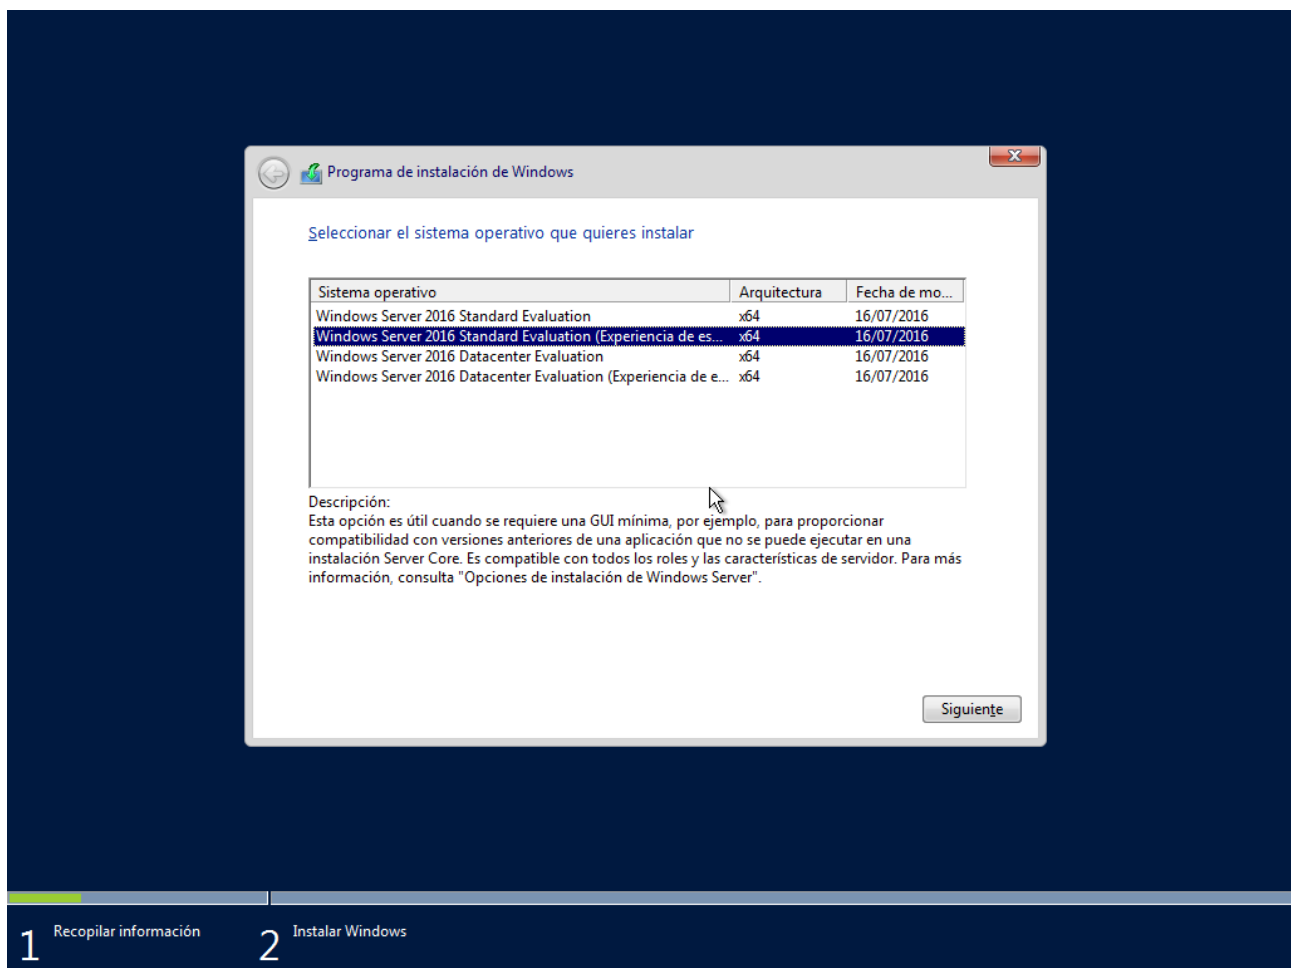 Programa de instalación de Windows
Seleccionar el sistema operativo que quieres instalar
Sistema operativo Arquitectura Fecha de mo...
Windows Server 2016 Standard Evaluation x64 16/07/2016
Windows Server 2016 Standard Evaluation (Experiencia de es... x64 16/07/2016
Windows Server 2016 Datacenter Evaluation x64 16/07/2016
Windows Server 2016 Datacenter Evaluation (Experiencia de e... x64 16/07/2016
Descripción:
Esta opción es útil cuando se requiere una GUI mínima, por ejemplo, para proporcionar
compatibilidad con versiones anteriores de una aplicación que no se puede ejecutar en una
instalación Server Core. Es compatible con todos los roles y las características de servidor. Para más
información, consulta "Opciones de instalación de Windows Server".
Siguiente
1 Recopilar información 2 Instalar Windows